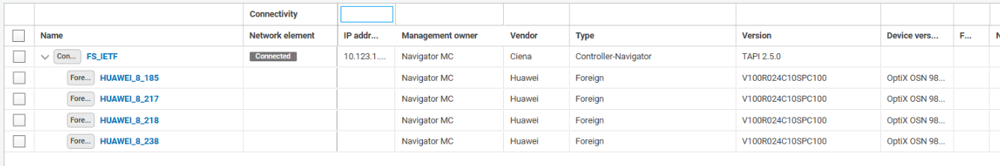 Connectivity
Name Network element IP addr... Management owner Vendor Type Version Device vers... F... N
Con... FS_IETF Connected 10.123.1.... Navigator MC Ciena Controller-Navigator TAPI 2.5.0
Fore... HUAWEI_8_185 Navigator MC Huawei Foreign V100R024C10SPC100 OptiX OSN 98...
Fore... HUAWEI_8_217 Navigator MC Huawei Foreign V100R024C10SPC100 OptiX OSN 98...
Fore... HUAWEI_8_218 Navigator MC Huawei Foreign V100R024C10SPC100 OptiX OSN 98...
Fore... HUAWEI_8_238 Navigator MC Huawei Foreign V100R024C10SPC100 OptiX OSN 98...